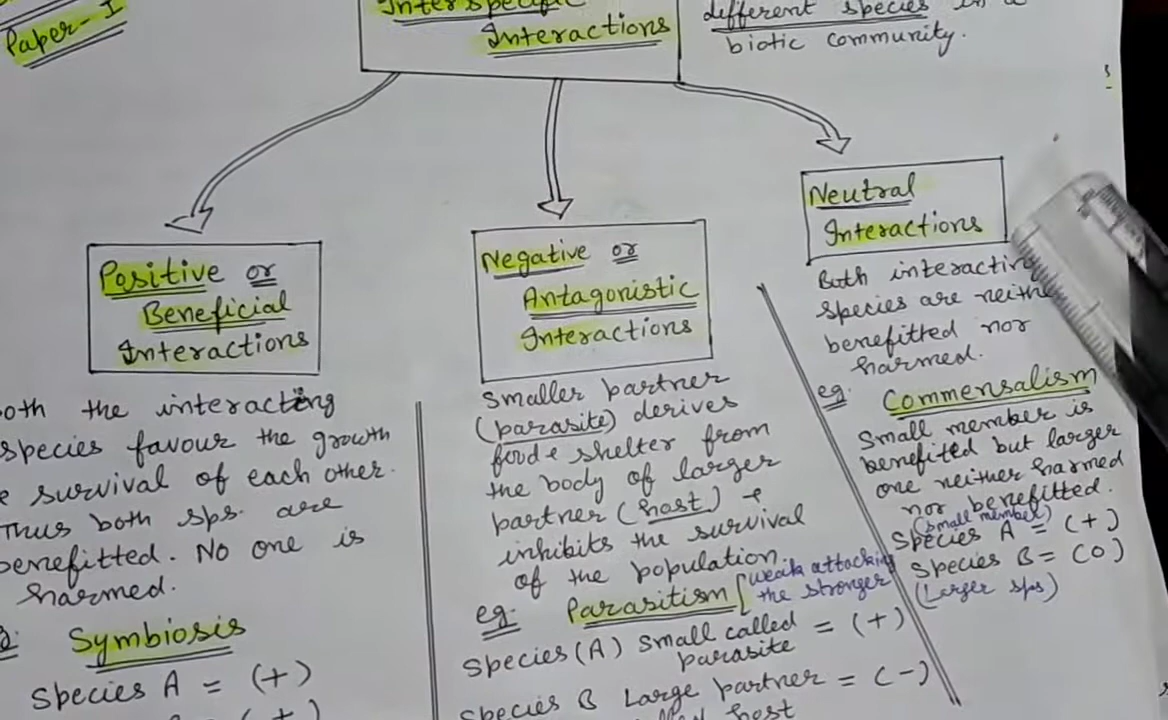 Paper-I
Interspecific
Interactions
different species in a
biotic community.
Positive or
Beneficial
Interactions
both the interacting
species favour the growth
& survival of each other.
Thus both sps. are
benefitted. No one is
harmed.
Symbiosis
Species A = (+)
(+)
Negative or
Antagonistic
Interactions
Smaller partner
(parasite) derives
food & shelter from
the body of larger
partner (host) &
inhibits the survival
of the population.
eg. Parasitism [weak attacking
the stronger
Species (A) Small called = (+)
parasite
Species B Large partner = (-)
host
Neutral
Interactions
Both interacting
species are neither
benefitted nor
harmed.
eg. Commensalism
Small member is
benefitted but larger
one neither harmed
nor benefitted.
(small member)
Species A = (+)
Species B = (0)
(Larger sps)